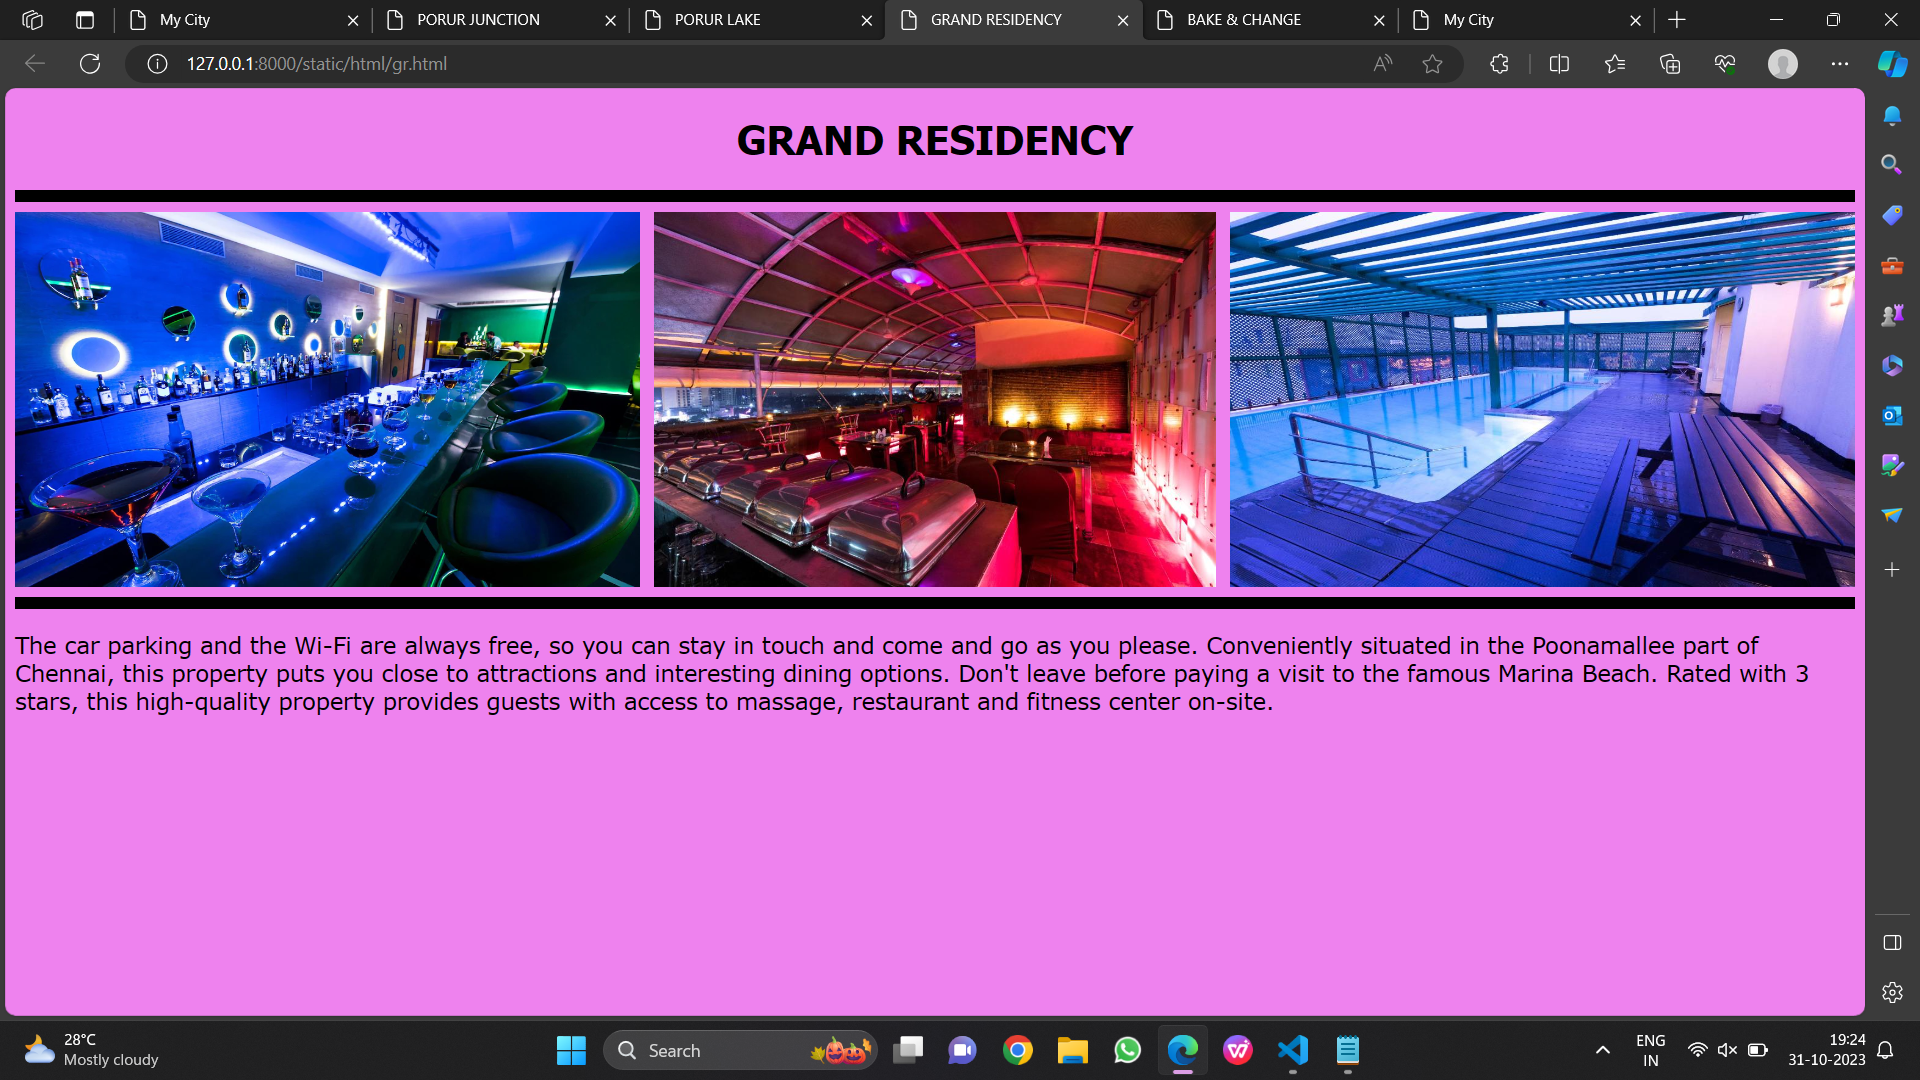 My City
PORUR JUNCTION
PORUR LAKE
GRAND RESIDENCY
BAKE & CHANGE
My City
127.0.0.1:8000/static/html/gr.html
GRAND RESIDENCY
The car parking and the Wi-Fi are always free, so you can stay in touch and come and go as you please. Conveniently situated in the Poonamallee part of
Chennai, this property puts you close to attractions and interesting dining options. Don't leave before paying a visit to the famous Marina Beach. Rated with 3
stars, this high-quality property provides guests with access to massage, restaurant and fitness center on-site.
28°C
Mostly cloudy
Search
ENG
IN
19:24
31-10-2023